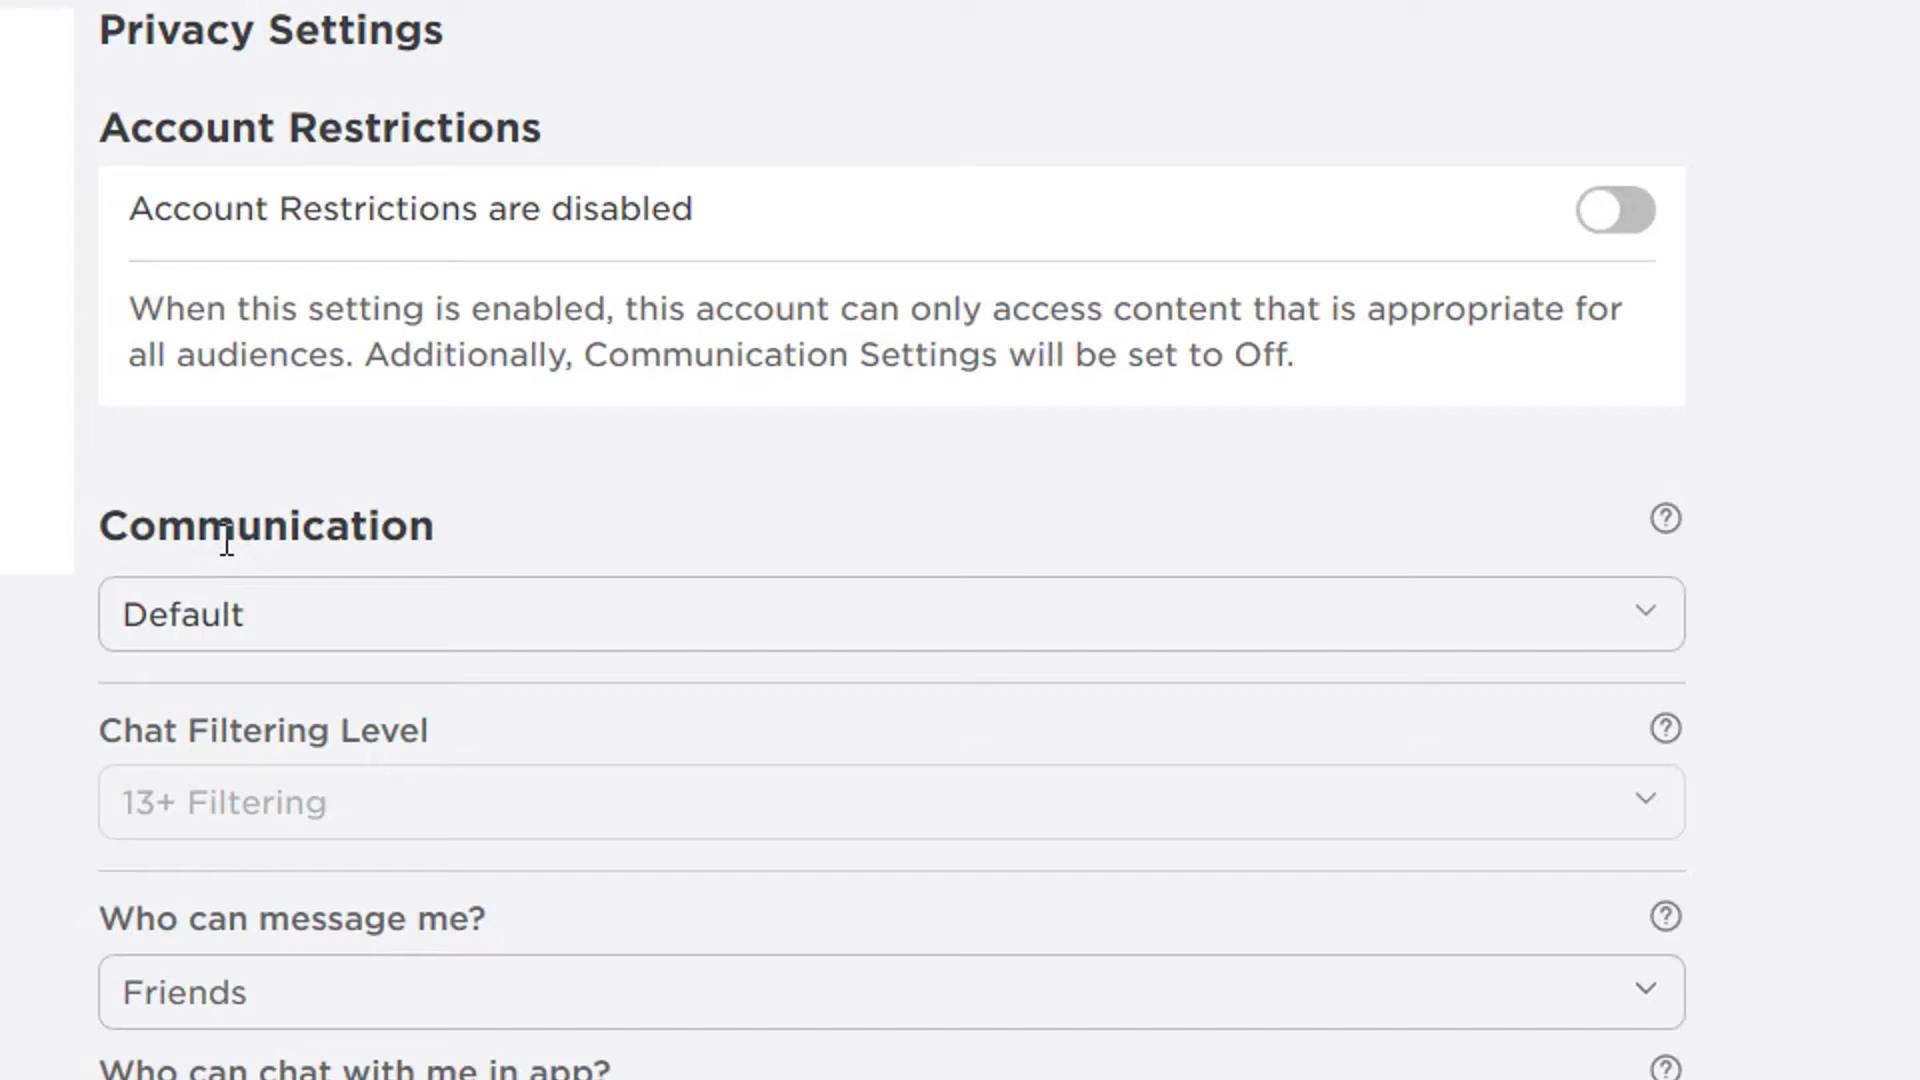 Privacy Settings
Account Restrictions
Account Restrictions are disabled
When this setting is enabled, this account can only access content that is appropriate for
all audiences. Additionally, Communication Settings will be set to Off.
Communication
Default
Chat Filtering Level
13+ Filtering
Who can message me?
Friends
Who can chat with me in app?